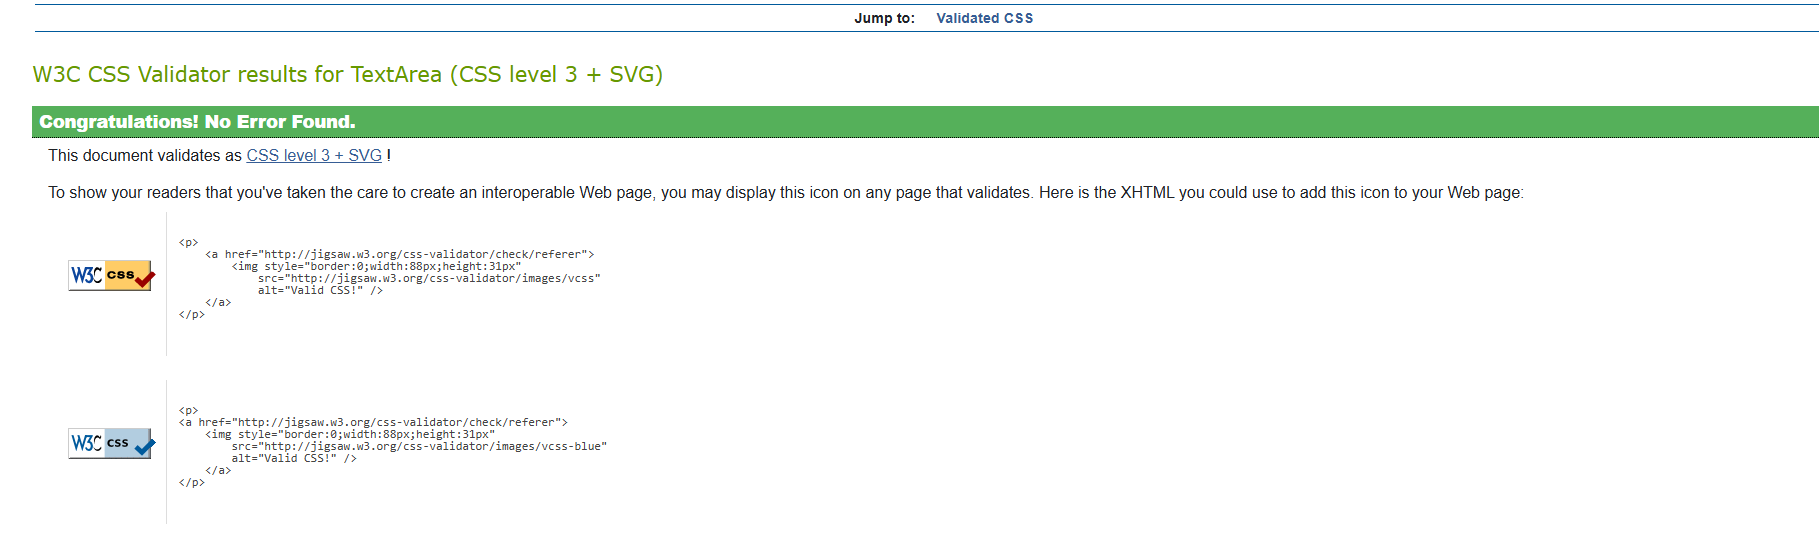 Jump to: Validated CSS
W3C CSS Validator results for TextArea (CSS level 3 + SVG)
Congratulations! No Error Found.
This document validates as CSS level 3 + SVG !
To show your readers that you've taken the care to create an interoperable Web page, you may display this icon on any page that validates. Here is the XHTML you could use to add this icon to your Web page:
W3C css
<p>
    <a href="http://jigsaw.w3.org/css-validator/check/referer">
        <img style="border:0;width:88px;height:31px"
            src="http://jigsaw.w3.org/css-validator/images/vcss"
            alt="Valid CSS!" />
    </a>
</p>
W3C css
<p>
<a href="http://jigsaw.w3.org/css-validator/check/referer">
    <img style="border:0;width:88px;height:31px"
        src="http://jigsaw.w3.org/css-validator/images/vcss-blue"
        alt="Valid CSS!" />
    </a>
</p>